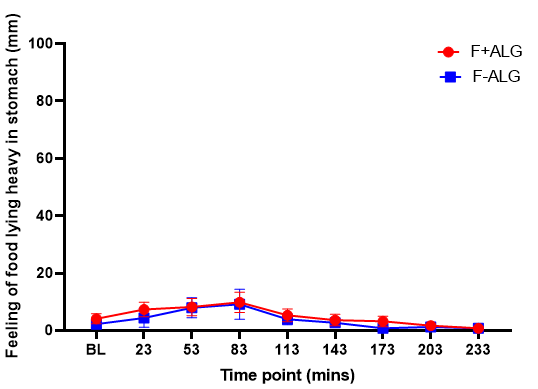 Feeling of food lying heavy in stomach (mm)
100
80
60
40
20
0
BL 23 53 83 113 143 173 203 233
Time point (mins)
F+ALG
F-ALG